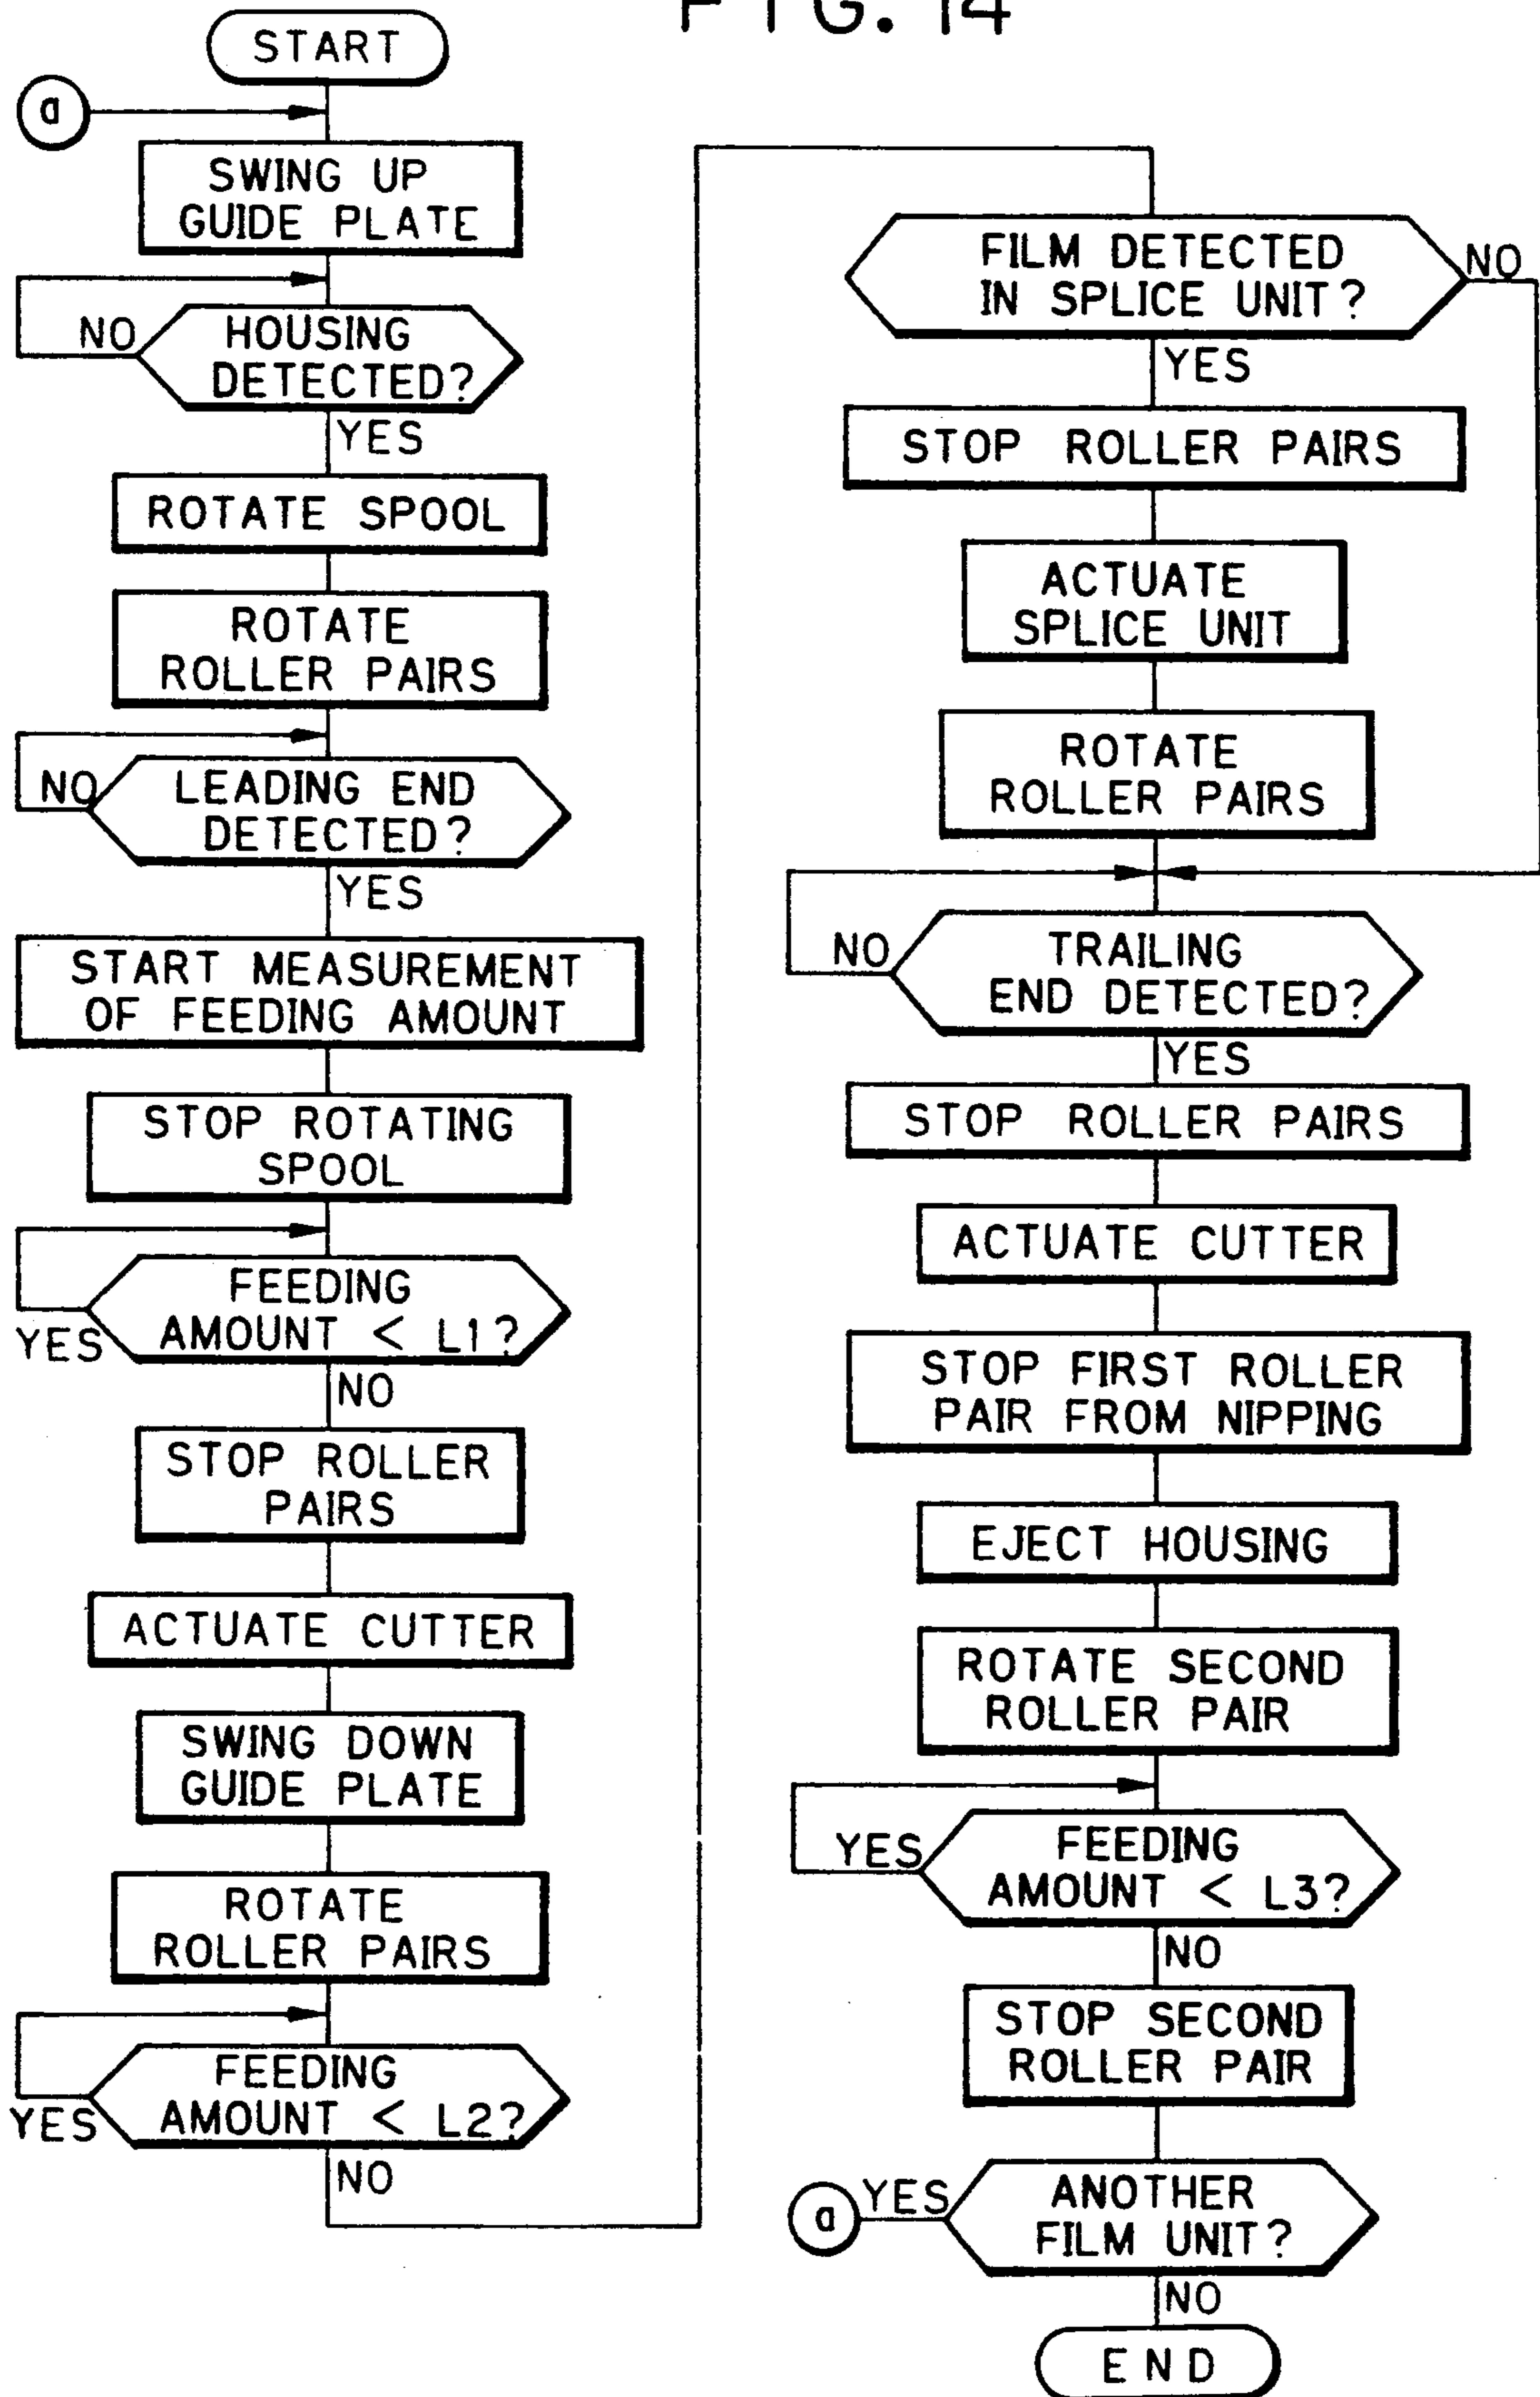 FIG. 14
START
a
SWING UP
GUIDE PLATE
NO
HOUSING
DETECTED?
YES
ROTATE SPOOL
ROTATE
ROLLER PAIRS
NO
LEADING END
DETECTED?
YES
START MEASUREMENT
OF FEEDING AMOUNT
STOP ROTATING
SPOOL
FEEDING
AMOUNT < L1?
YES
NO
STOP ROLLER
PAIRS
ACTUATE CUTTER
SWING DOWN
GUIDE PLATE
ROTATE
ROLLER PAIRS
FEEDING
AMOUNT < L2?
YES
NO
FILM DETECTED
IN SPLICE UNIT?
NO
YES
STOP ROLLER PAIRS
ACTUATE
SPLICE UNIT
ROTATE
ROLLER PAIRS
NO
TRAILING
END DETECTED?
YES
STOP ROLLER PAIRS
ACTUATE CUTTER
STOP FIRST ROLLER
PAIR FROM NIPPING
EJECT HOUSING
ROTATE SECOND
ROLLER PAIR
YES
FEEDING
AMOUNT < L3?
NO
STOP SECOND
ROLLER PAIR
a
YES
ANOTHER
FILM UNIT?
NO
END